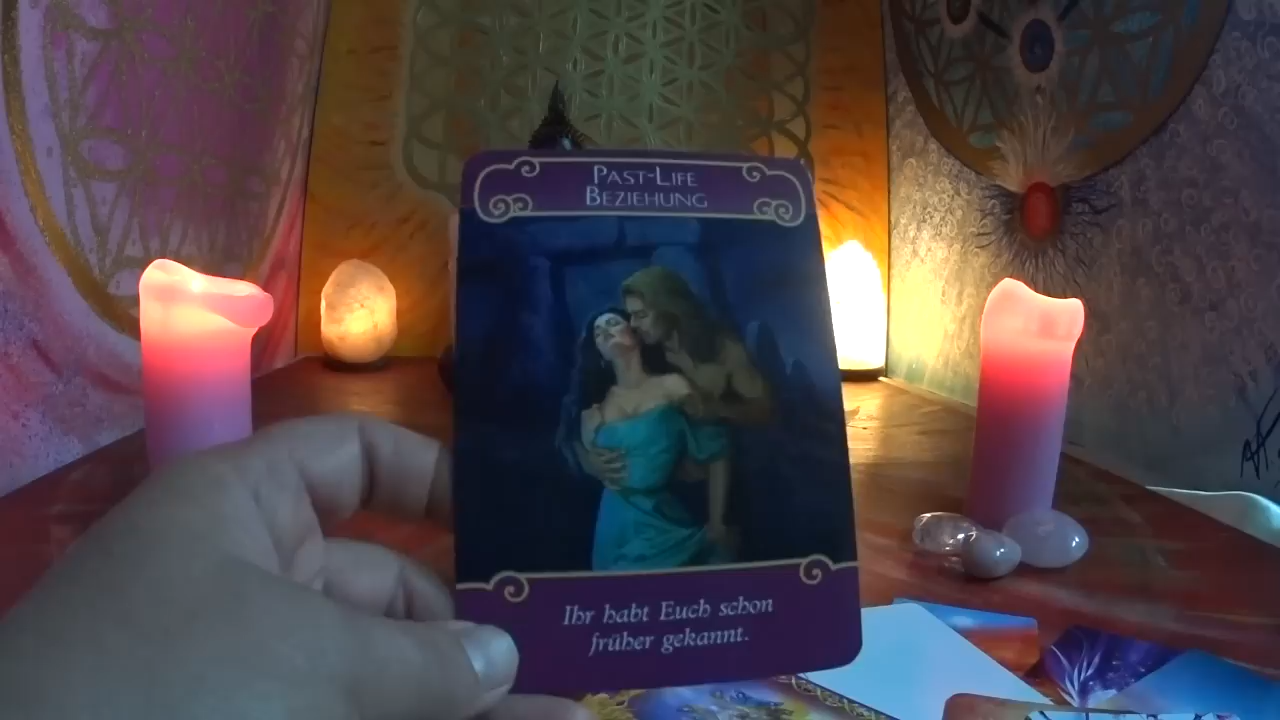 Past-Life
Beziehung
Ihr habt Euch schon
früher gekannt.